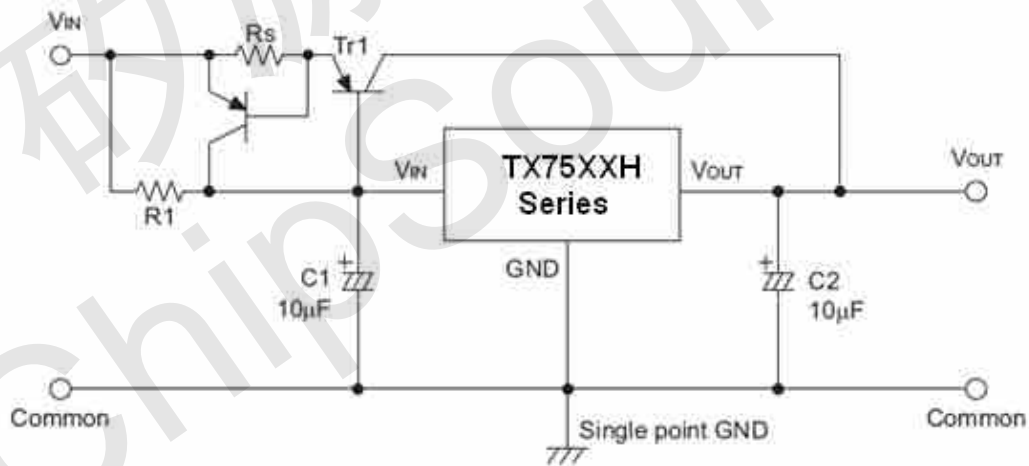 VIN
Rs
Tr1
VIN
TX75XXH
Series
VOUT
VOUT
R1
GND
C1
10µF
+
C2
10µF
+
Common
Common
Single point GND